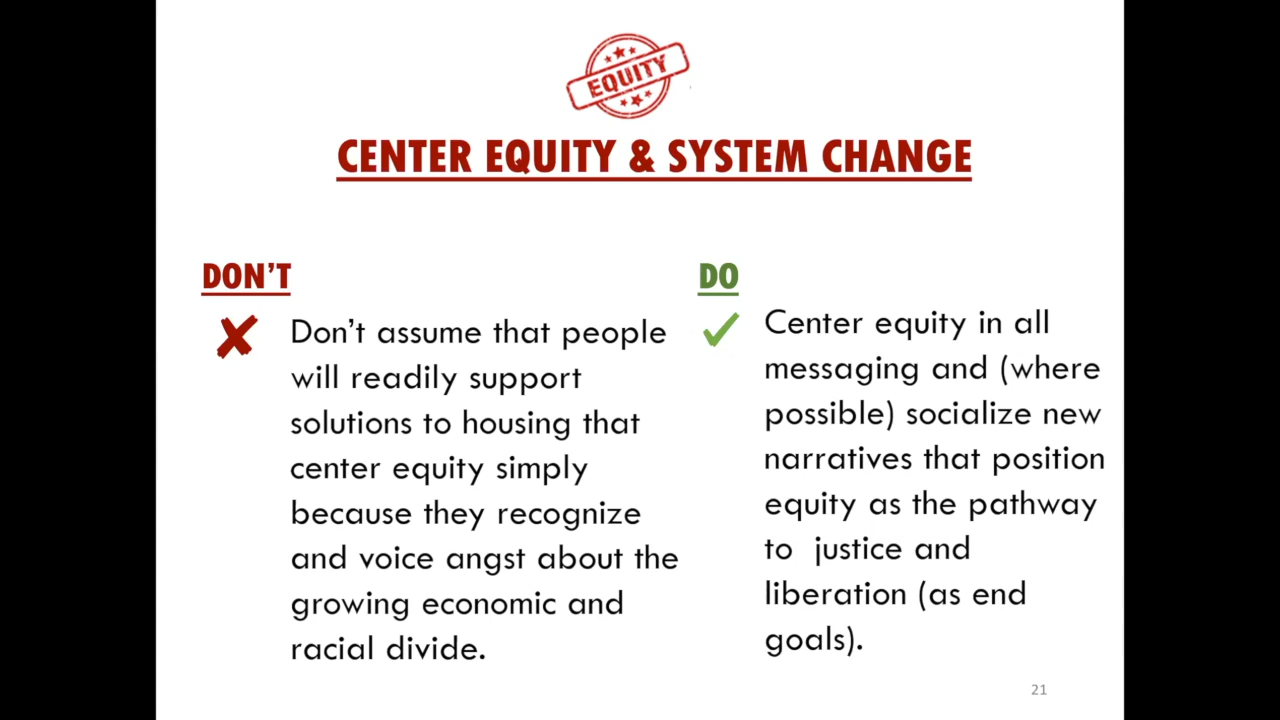 EQUITY
CENTER EQUITY & SYSTEM CHANGE
DON'T
Don't assume that people
will readily support
solutions to housing that
center equity simply
because they recognize
and voice angst about the
growing economic and
racial divide.
DO
Center equity in all
messaging and (where
possible) socialize new
narratives that position
equity as the pathway
to  justice and
liberation (as end
goals).
21